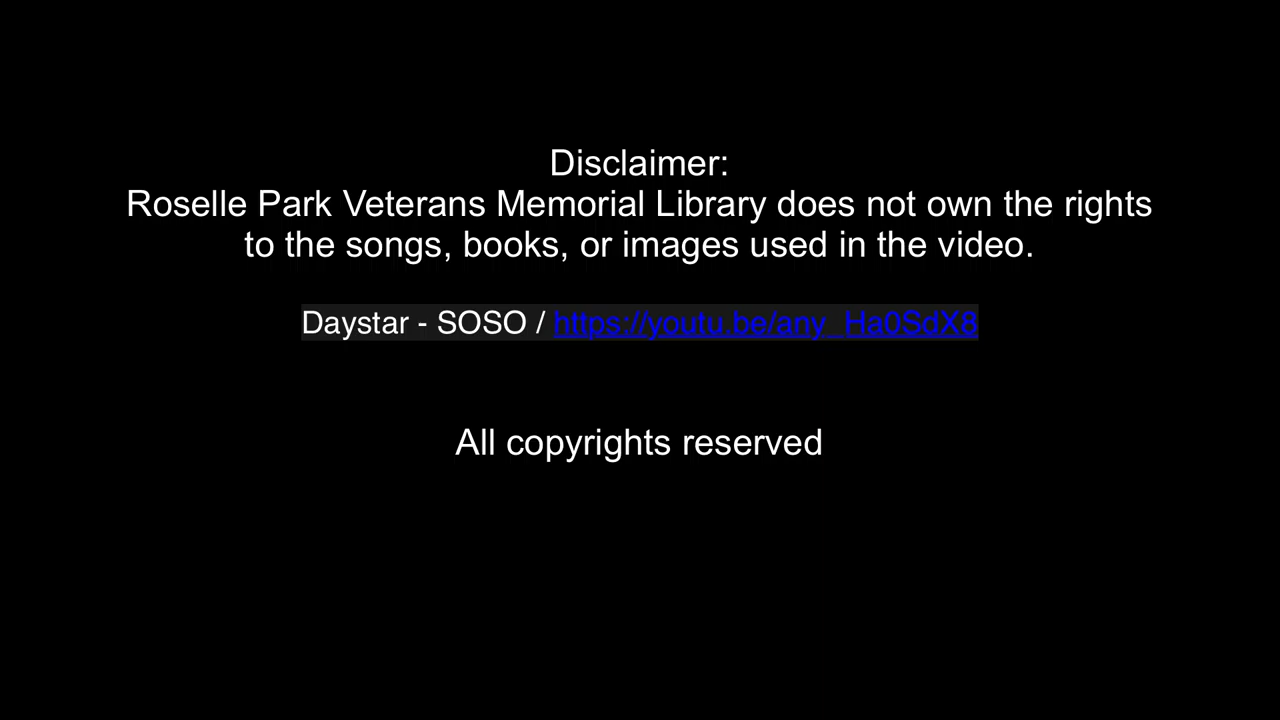 Disclaimer:
Roselle Park Veterans Memorial Library does not own the rights
to the songs, books, or images used in the video.
Daystar - SOSO / https://youtu.be/any_Ha0SdX8
All copyrights reserved